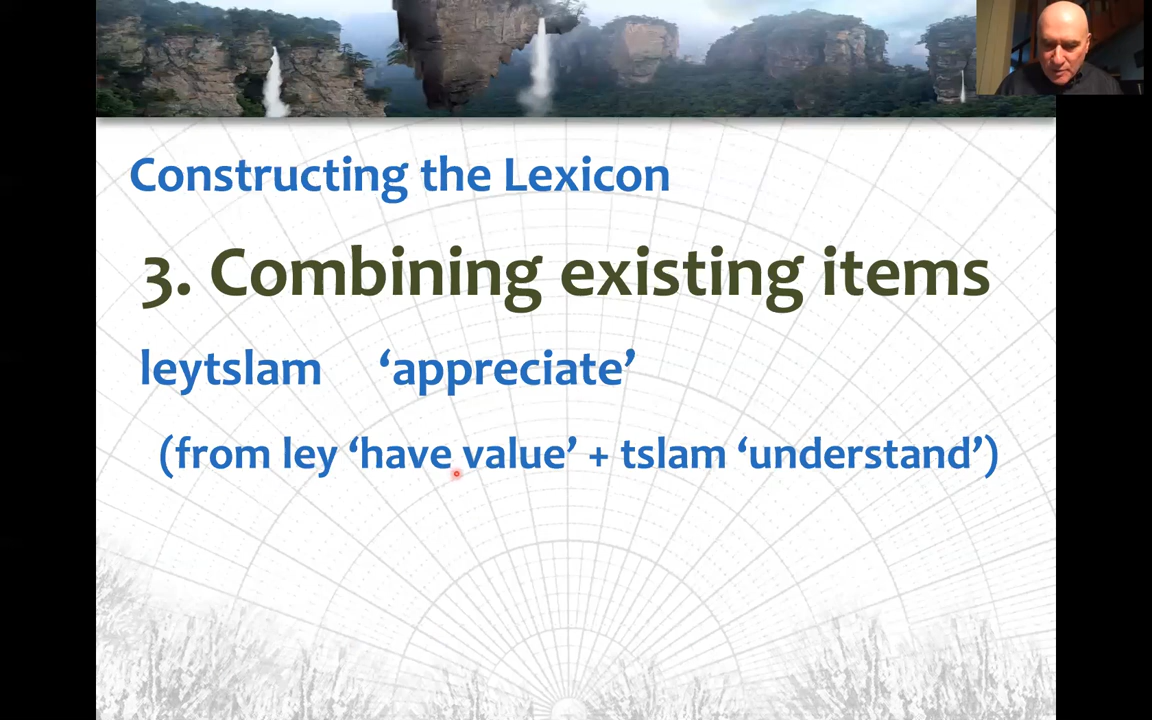 Constructing the Lexicon
3. Combining existing items
leytslam ‘appreciate’
(from ley ‘have value’ + tslam ‘understand’)